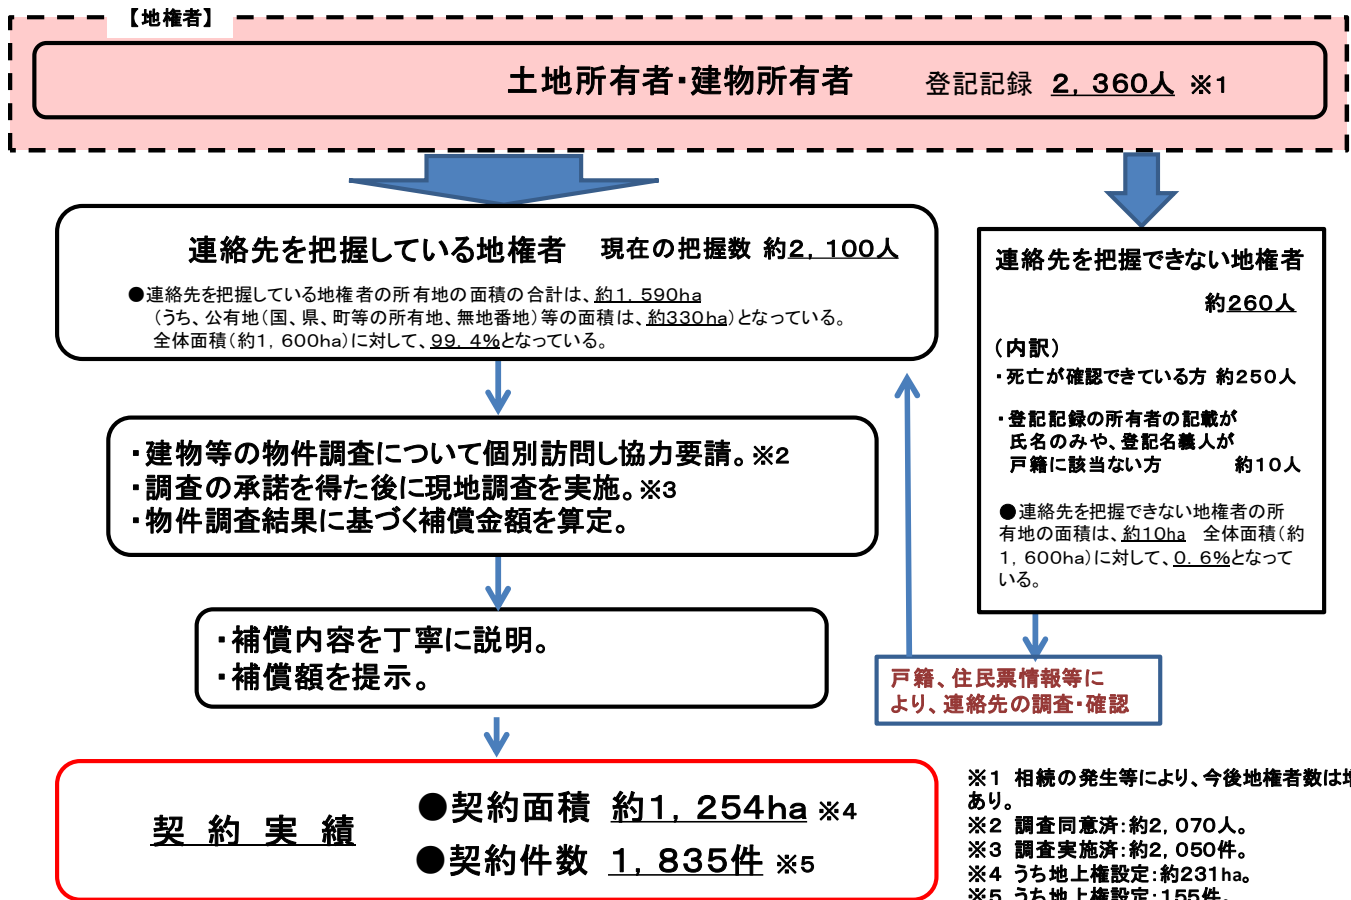 【地権者】
土地所有者・建物所有者 登記記録 2,360人 ※1
連絡先を把握している地権者 現在の把握数 約2,100人
●連絡先を把握している地権者の所有地の面積の合計は、約1,590ha
(うち、公有地(国、県、町等の所有地、無地番地)等の面積は、約330ha)となっている。
全体面積(約1,600ha)に対して、99.4%となっている。
連絡先を把握できない地権者
約260人
(内訳)
・死亡が確認できている方 約250人
・登記記録の所有者の記載が
氏名のみや、登記名義人が
戸籍に該当ない方 約10人
●連絡先を把握できない地権者の所
有地の面積は、約10ha 全体面積(約
1,600ha)に対して、0.6%となって
いる。
・建物等の物件調査について個別訪問し協力要請。※2
・調査の承諾を得た後に現地調査を実施。※3
・物件調査結果に基づく補償金額を算定。
・補償内容を丁寧に説明。
・補償額を提示。
戸籍、住民票情報等に
より、連絡先の調査・確認
契約実績
●契約面積 約1,254ha ※4
●契約件数 1,835件 ※5
※1 相続の発生等により、今後地権者数は
あり。
※2 調査同意済:約2,070人。
※3 調査実施済:約2,050件。
※4 うち地上権設定:約231ha。
※5 うち地上権設定:155件。